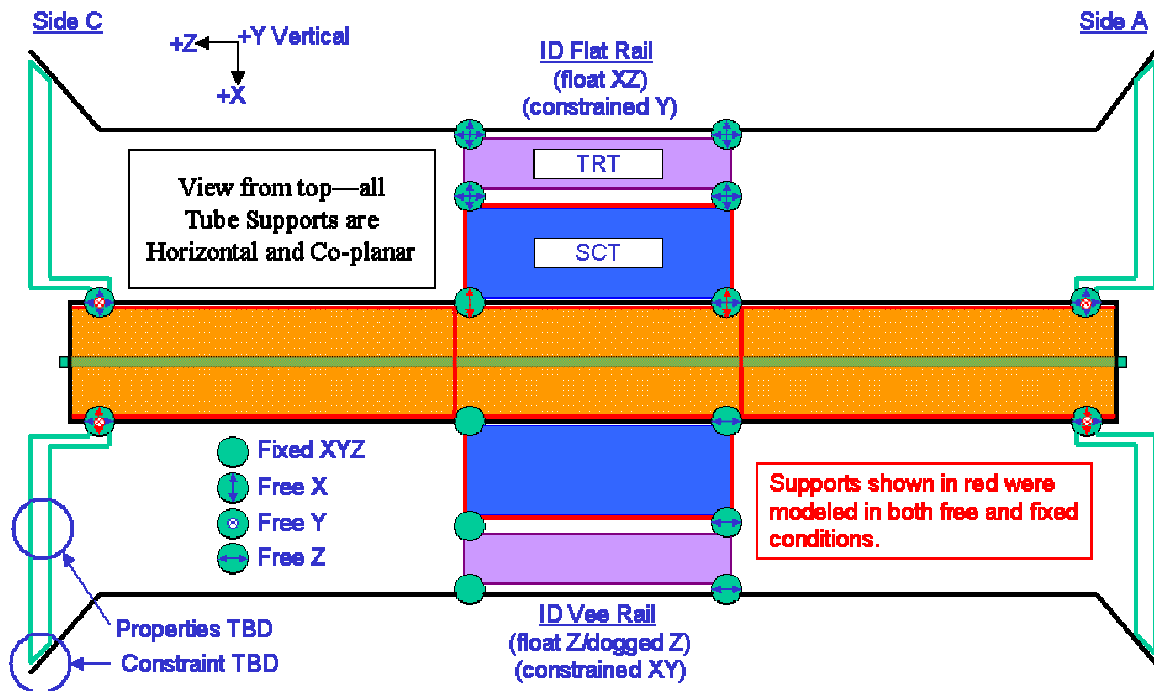 Side C
+Z
+Y Vertical
+X
ID Flat Rail
(float XZ)
(constrained Y)
Side A
View from top—all
Tube Supports are
Horizontal and Co-planar
TRT
SCT
Fixed XYZ
Free X
Free Y
Free Z
Supports shown in red were
modeled in both free and fixed
conditions.
Properties TBD
Constraint TBD
ID Vee Rail
(float Z/dogged Z)
(constrained XY)